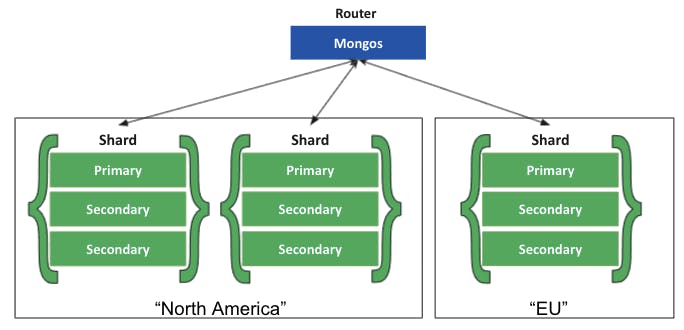 Router
Mongos
Shard
Primary
Secondary
Secondary
Shard
Primary
Secondary
Secondary
“North America”
Shard
Primary
Secondary
Secondary
“EU”